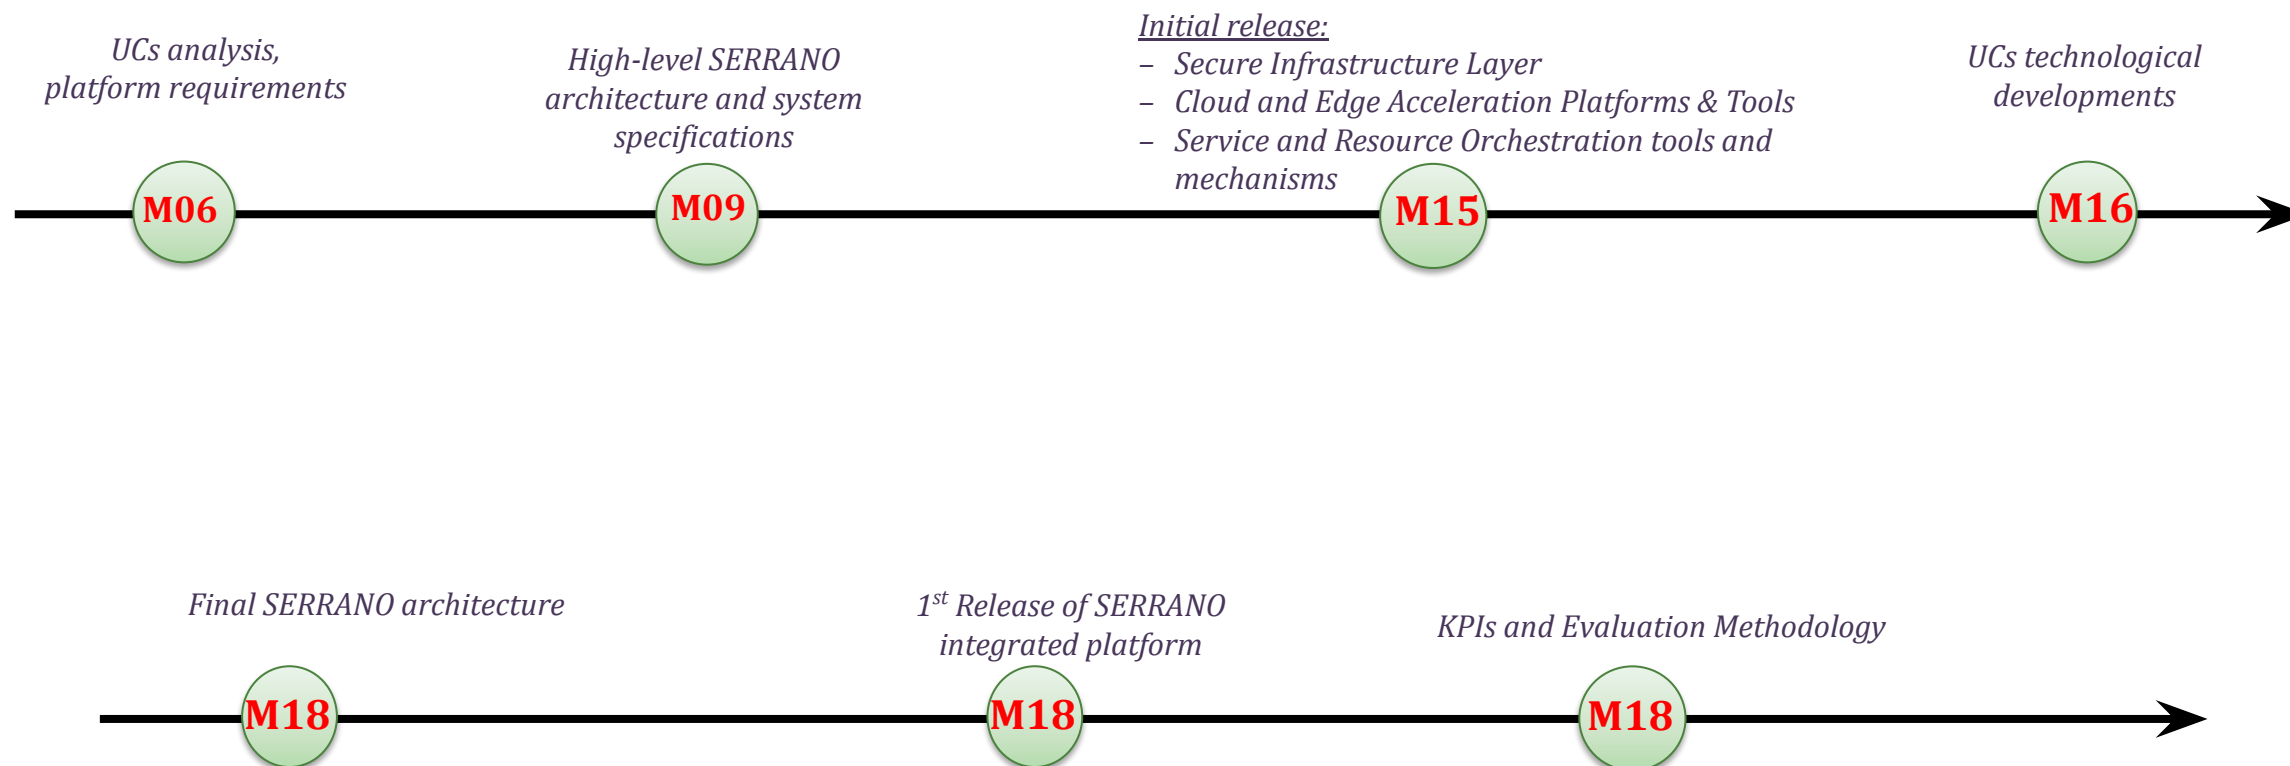 UCs analysis,
platform requirements
High-level SERRANO
architecture and system
specifications
Initial release:
– Secure Infrastructure Layer
– Cloud and Edge Acceleration Platforms & Tools
– Service and Resource Orchestration tools and
mechanisms
UCs technological
developments
M06
M09
M15
M16
Final SERRANO architecture
1st Release of SERRANO
integrated platform
KPIs and Evaluation Methodology
M18
M18
M18